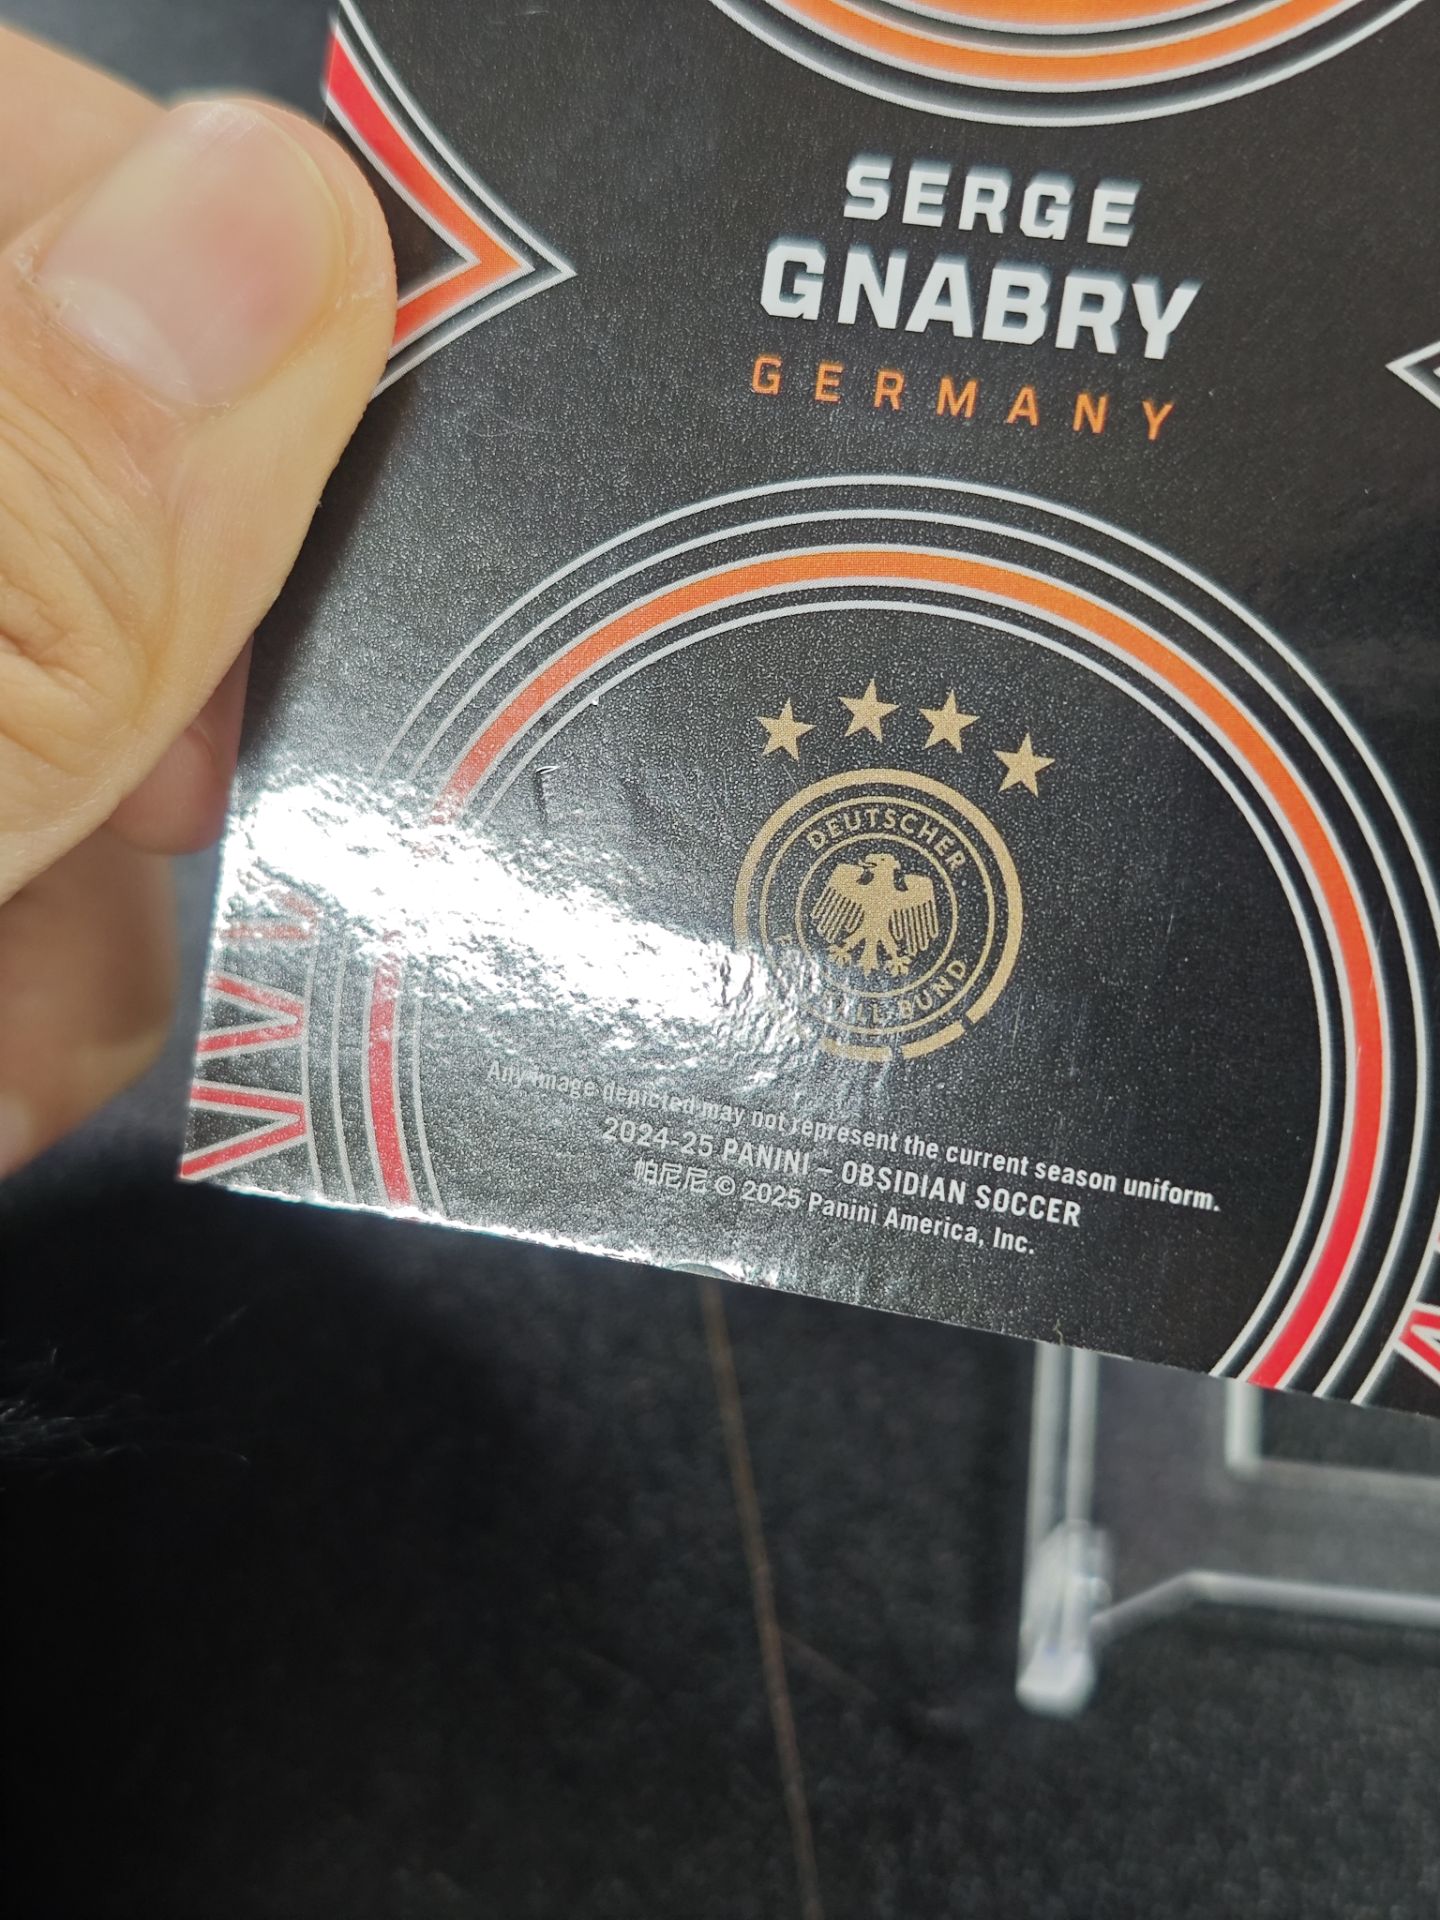 SERGE
GNABRY
GERMANY
DEUTSCHER
BUND
Any image depicted may not represent the current season uniform.
2024-25 PANINI – OBSIDIAN SOCCER
帕尼尼 © 2025 Panini America, Inc.